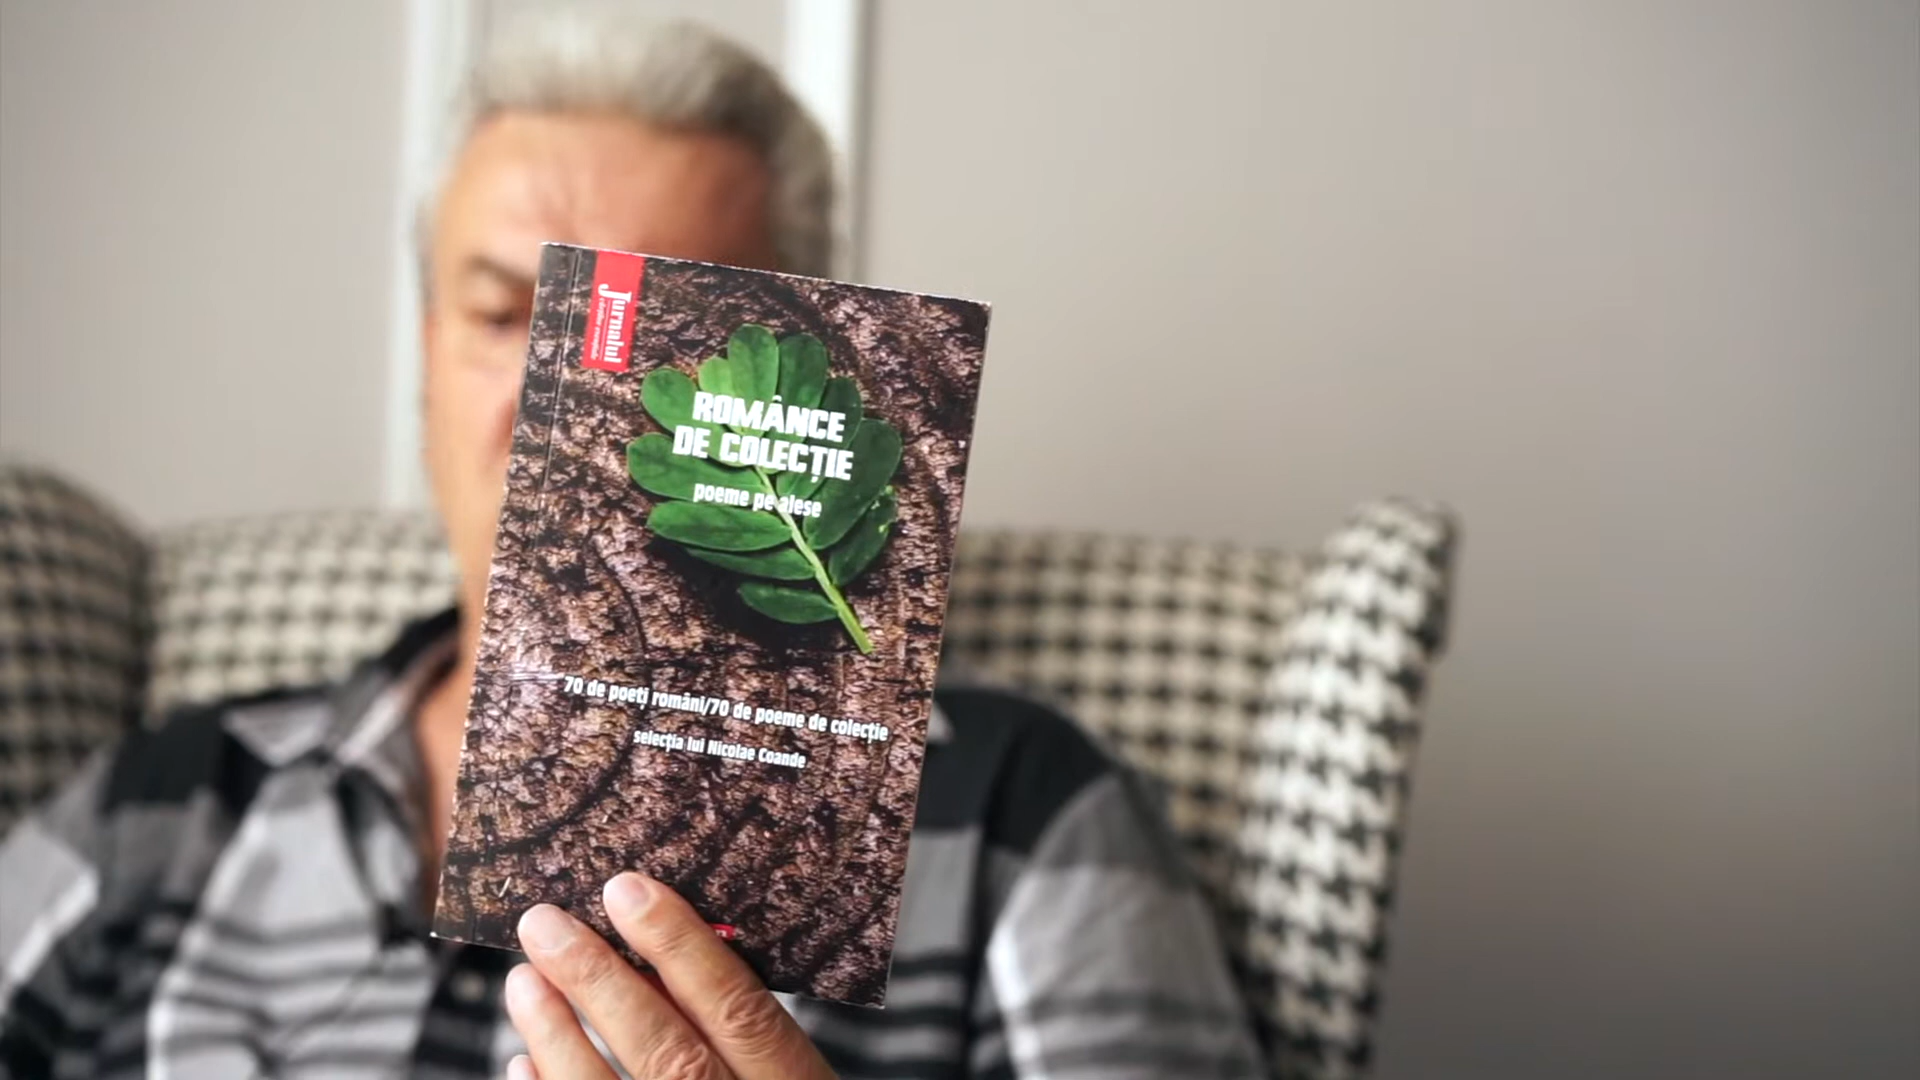 Jurnalul
ROMÂNCE
DE COLECȚIE
poeme pe alese
70 de poeți români/70 de poeme de colecție
selecția lui Nicolae Coande